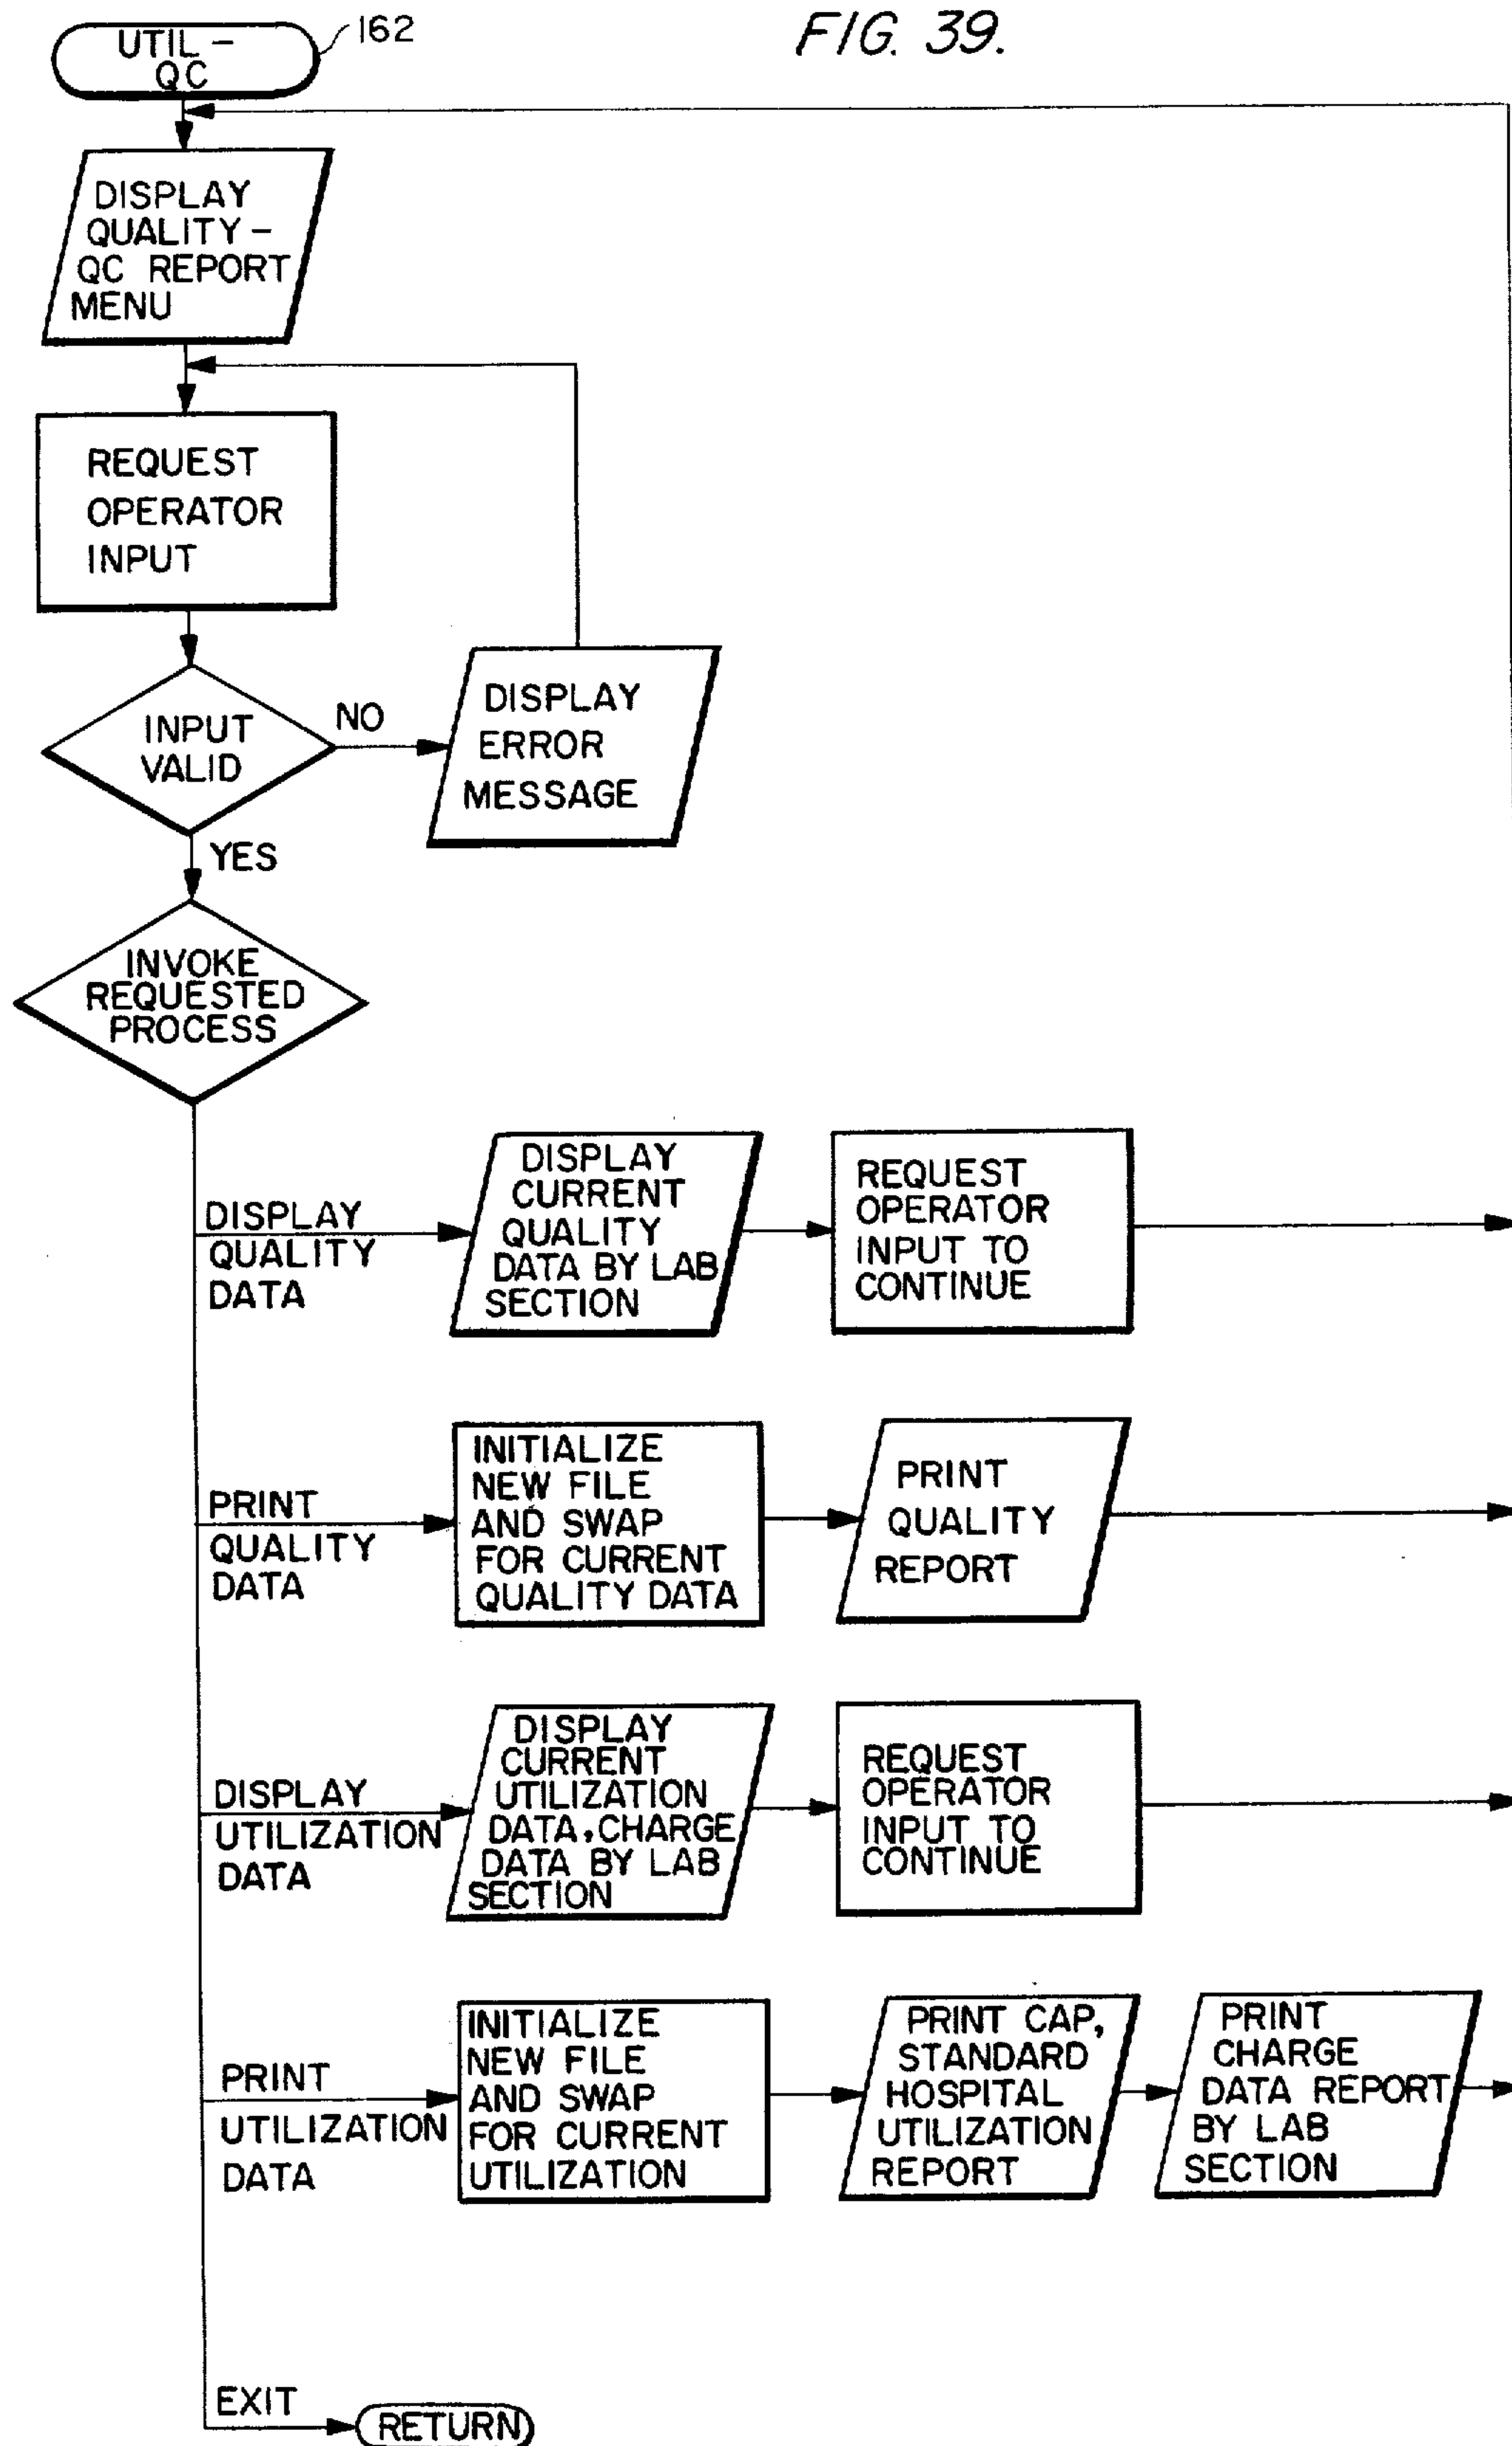 FIG. 39.
UTIL –
QC
162
DISPLAY
QUALITY –
QC REPORT
MENU
REQUEST
OPERATOR
INPUT
INPUT
VALID
NO
DISPLAY
ERROR
MESSAGE
YES
INVOKE
REQUESTED
PROCESS
DISPLAY
QUALITY
DATA
DISPLAY
CURRENT
QUALITY
DATA BY LAB
SECTION
REQUEST
OPERATOR
INPUT TO
CONTINUE
PRINT
QUALITY
DATA
INITIALIZE
NEW FILE
AND SWAP
FOR CURRENT
QUALITY DATA
PRINT
QUALITY
REPORT
DISPLAY
UTILIZATION
DATA
DISPLAY
CURRENT
UTILIZATION
DATA, CHARGE
DATA BY LAB
SECTION
REQUEST
OPERATOR
INPUT TO
CONTINUE
PRINT
UTILIZATION
DATA
INITIALIZE
NEW FILE
AND SWAP
FOR CURRENT
UTILIZATION
PRINT CAP,
STANDARD
HOSPITAL
UTILIZATION
REPORT
PRINT
CHARGE
DATA REPORT
BY LAB
SECTION
EXIT
RETURN